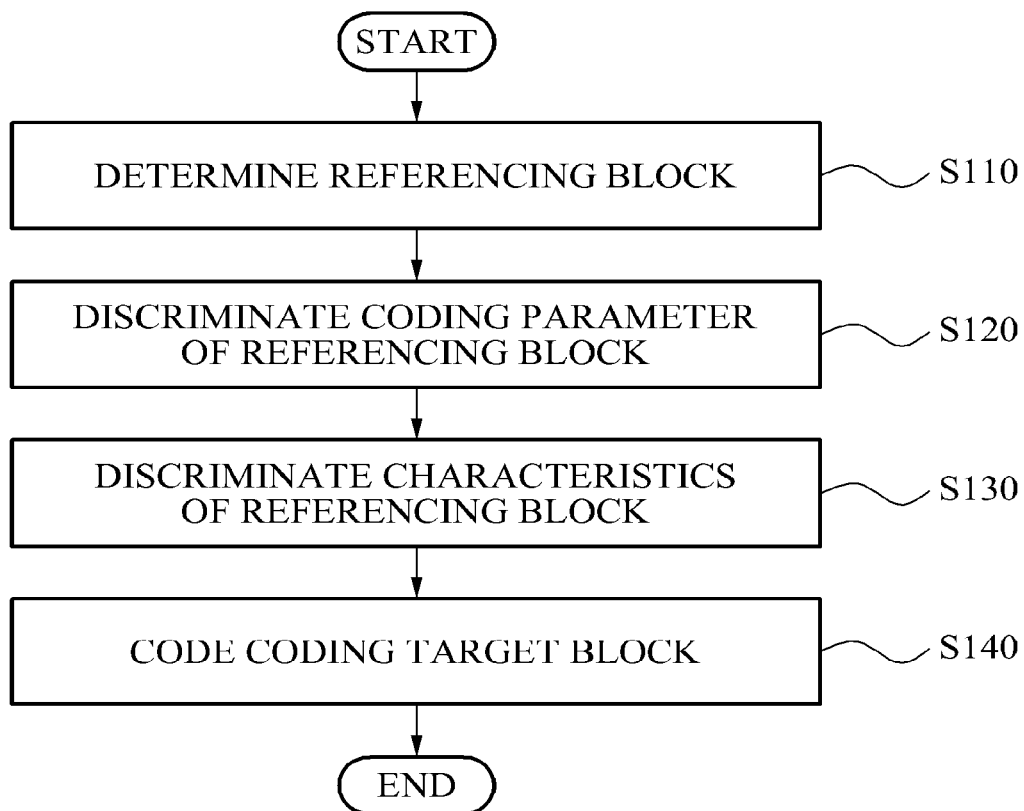 START
DETERMINE REFERENCING BLOCK
S110
DISCRIMINATE CODING PARAMETER
OF REFERENCING BLOCK
S120
DISCRIMINATE CHARACTERISTICS
OF REFERENCING BLOCK
S130
CODE CODING TARGET BLOCK
S140
END